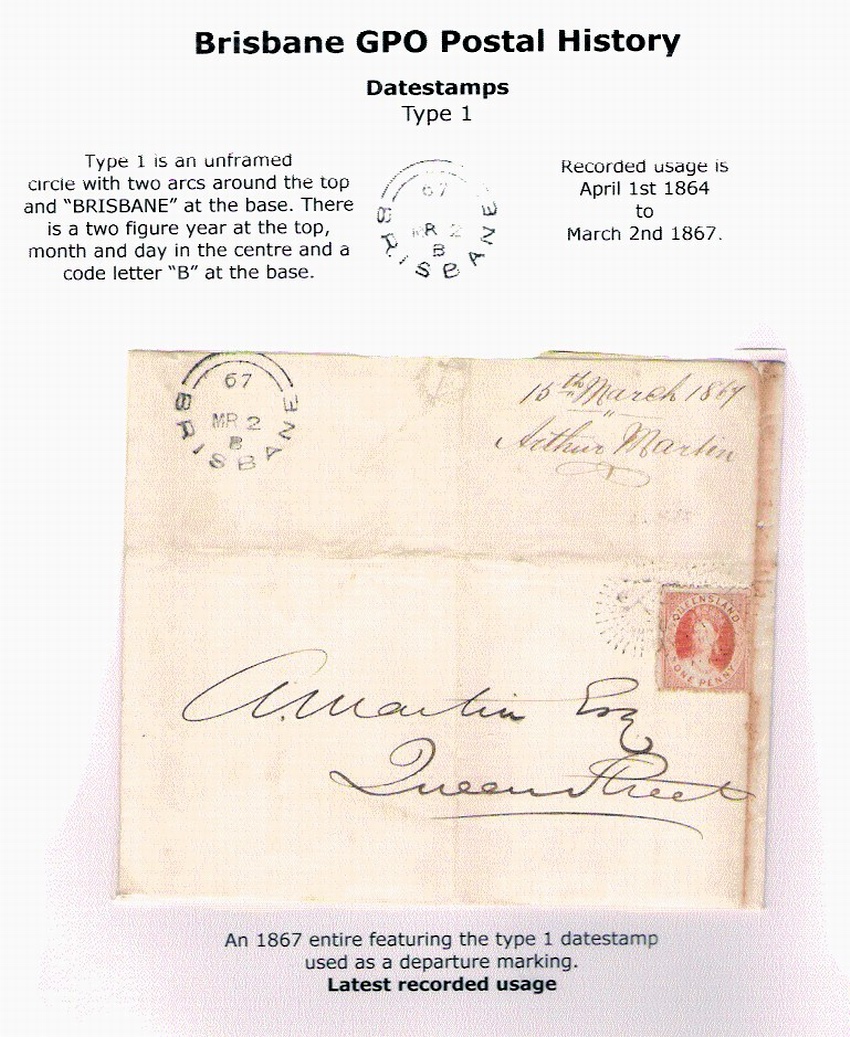 Brisbane GPO Postal History
Datestamps
Type 1
Type 1 is an unframed
circle with two arcs around the top
and “BRISBANE” at the base. There
is a two figure year at the top,
month and day in the centre and a
code letter “B” at the base.
67
MR 2
B
BRISBANE
Recorded usage is
April 1st 1864
to
March 2nd 1867.
67
MR 2
B
BRISBANE
15th March 1867
Arthur Martin
QUEENSLAND
ONE PENNY
A. Martin Esq
Queen Street
An 1867 entire featuring the type 1 datestamp
used as a departure marking.
Latest recorded usage